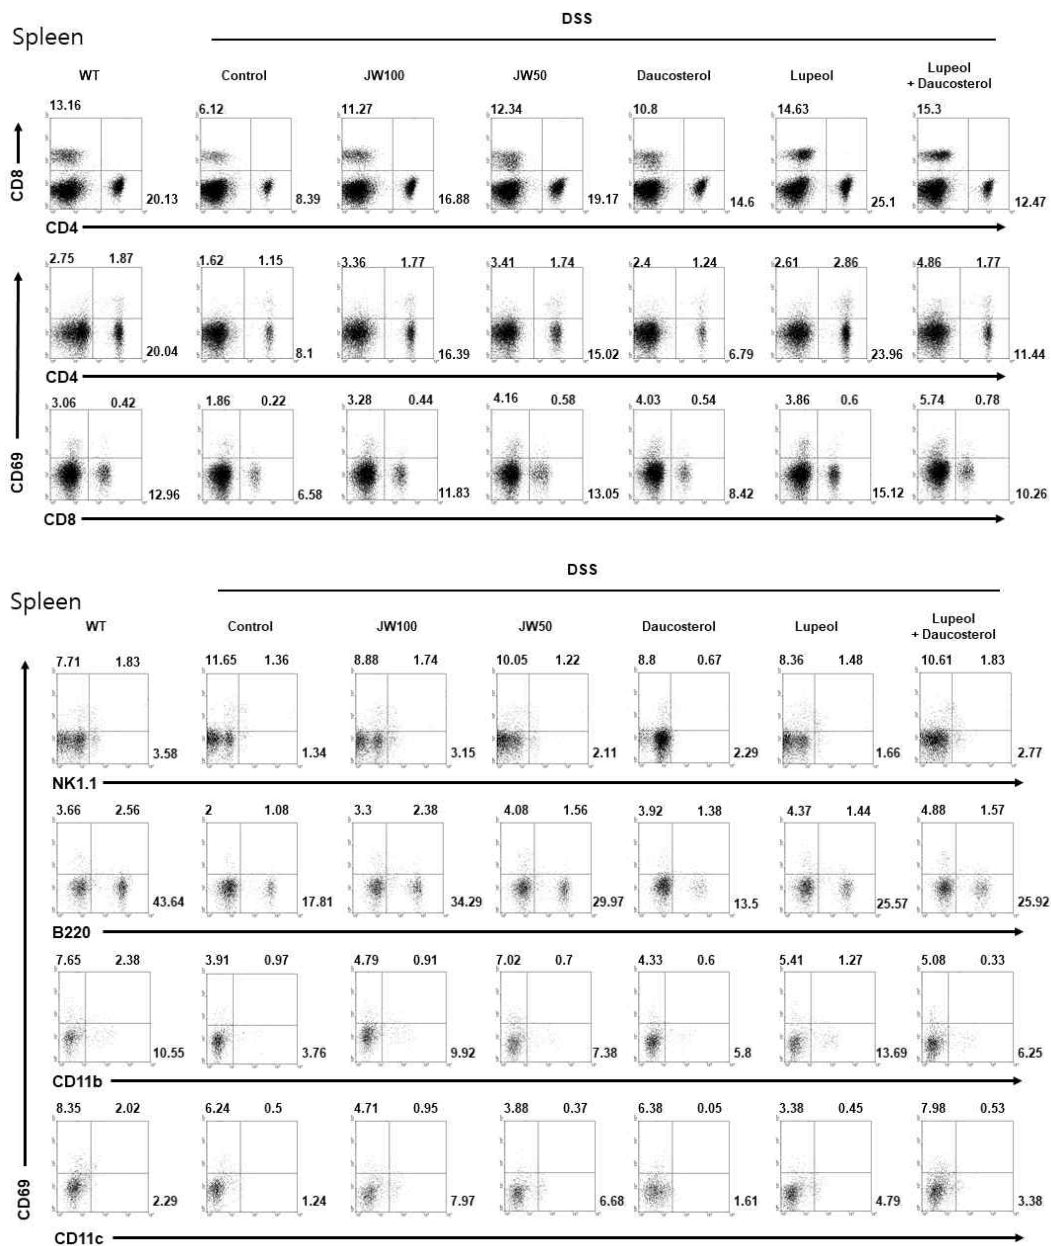 DSS
Spleen
WT Control JW100 JW50 Daucosterol Lupeol Lupeol + Daucosterol
13.16 6.12 11.27 12.34 10.8 14.63 15.3
CD8
20.13 8.39 16.88 19.17 14.6 25.1 12.47
CD4
2.75 1.87 1.62 1.15 3.36 1.77 3.41 1.74 2.4 1.24 2.61 2.86 4.86 1.77
20.04 8.1 16.39 15.02 6.79 23.96 11.44
CD4
3.06 0.42 1.86 0.22 3.28 0.44 4.16 0.58 4.03 0.54 3.86 0.6 5.74 0.78
CD69
12.96 6.58 11.83 13.05 8.42 15.12 10.26
CD8
DSS
Spleen
WT Control JW100 JW50 Daucosterol Lupeol Lupeol + Daucosterol
7.71 1.83 11.65 1.36 8.88 1.74 10.05 1.22 8.8 0.67 8.36 1.48 10.61 1.83
3.58 1.34 3.15 2.11 2.29 1.66 2.77
NK1.1
3.66 2.56 2 1.08 3.3 2.38 4.08 1.56 3.92 1.38 4.37 1.44 4.88 1.57
43.64 17.81 34.29 29.97 13.5 25.57 25.92
B220
7.65 2.38 3.91 0.97 4.79 0.91 7.02 0.7 4.33 0.6 5.41 1.27 5.08 0.33
10.55 3.76 9.92 7.38 5.8 13.69 6.25
CD11b
8.35 2.02 6.24 0.5 4.71 0.95 3.88 0.37 6.38 0.05 3.38 0.45 7.98 0.53
CD69
2.29 1.24 7.97 6.68 1.61 4.79 3.38
CD11c